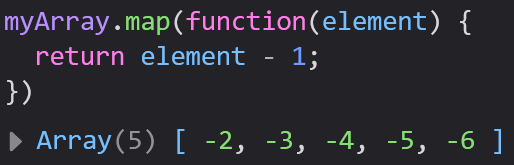 myArray.map(function(element) {
  return element - 1;
})
▶ Array(5) [ -2, -3, -4, -5, -6 ]